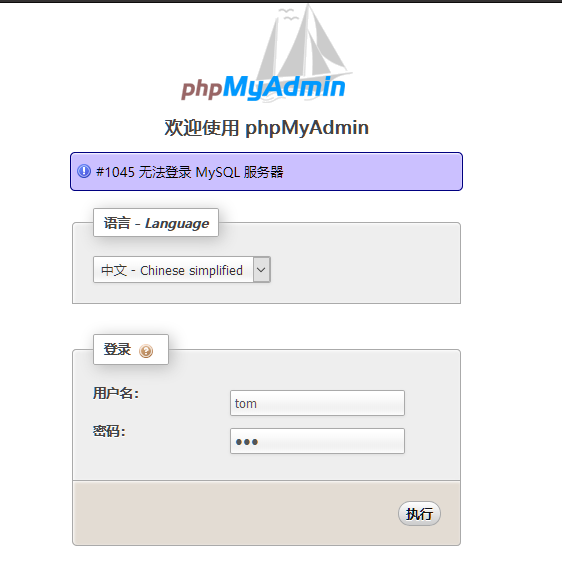 phpMyAdmin
欢迎使用 phpMyAdmin
#1045 无法登录 MySQL 服务器
语言 - Language
中文 - Chinese simplified
登录
用户名：
tom
密码：
●●●
执行